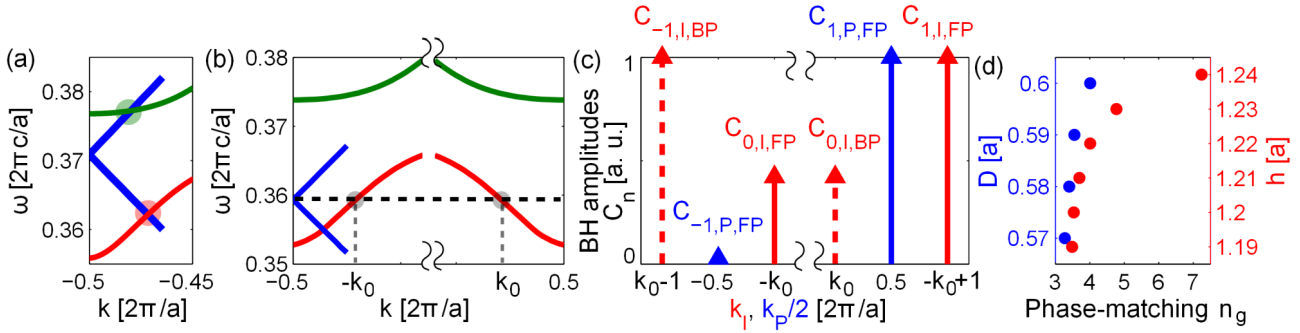 (a)
ω [2πc/a]
0.38
0.37
0.36
−0.5
−0.45
k [2π/a]
(b)
ω [2πc/a]
0.38
0.37
0.36
0.35
−0.5
-k₀
k₀
0.5
k [2π/a]
(c)
BH amplitudes
Cₙ [a. u.]
1
0
C₋₁,I,BP
C₋₁,P,FP
C₀,I,FP
C₀,I,BP
C₁,P,FP
C₁,I,FP
k₀-1
−0.5
-k₀
k₀
0.5
-k₀+1
k_I, k_P/2 [2π/a]
(d)
D [a]
0.6
0.59
0.58
0.57
h [a]
1.24
1.23
1.22
1.21
1.2
1.19
3 4 5 6 7
Phase-matching n_g